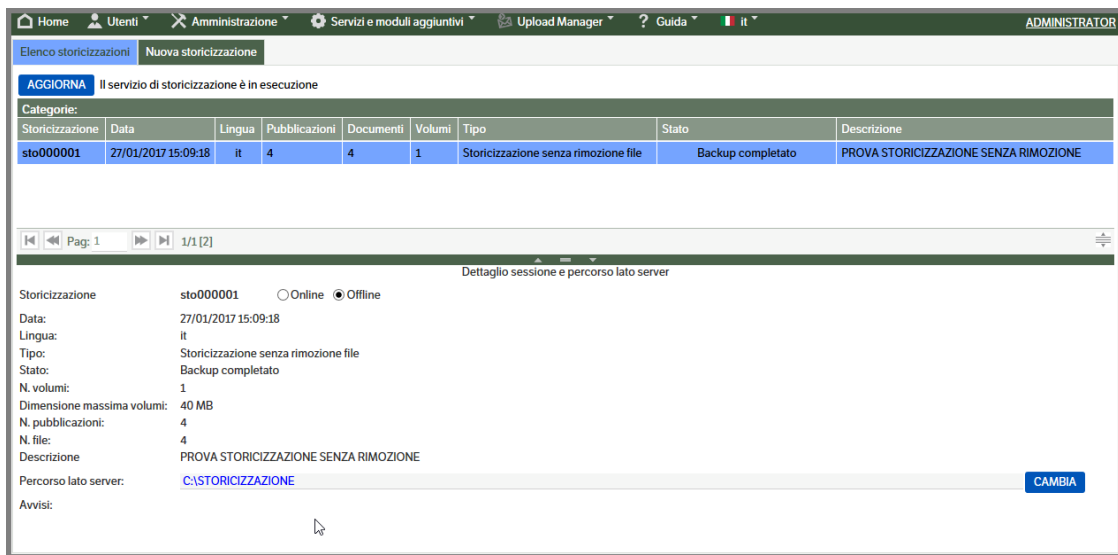 Home Utenti Amministrazione Servizi e moduli aggiuntivi Upload Manager ? Guida it ADMINISTRATOR
Elenco storicizzazioni Nuova storicizzazione
AGGIORNA Il servizio di storicizzazione è in esecuzione
Categorie:
Storicizzazione Data Lingua Pubblicazioni Documenti Volumi Tipo Stato Descrizione
sto000001 27/01/2017 15:09:18 it 4 4 1 Storicizzazione senza rimozione file Backup completato PROVA STORICIZZAZIONE SENZA RIMOZIONE
Pag: 1 1/1 [2]
Dettaglio sessione e percorso lato server
Storicizzazione sto000001 Online Offline
Data: 27/01/2017 15:09:18
Lingua: it
Tipo: Storicizzazione senza rimozione file
Stato: Backup completato
N. volumi: 1
Dimensione massima volumi: 40 MB
N. pubblicazioni: 4
N. file: 4
Descrizione PROVA STORICIZZAZIONE SENZA RIMOZIONE
Percorso lato server: C:\STORICIZZAZIONE CAMBIA
Avvisi: